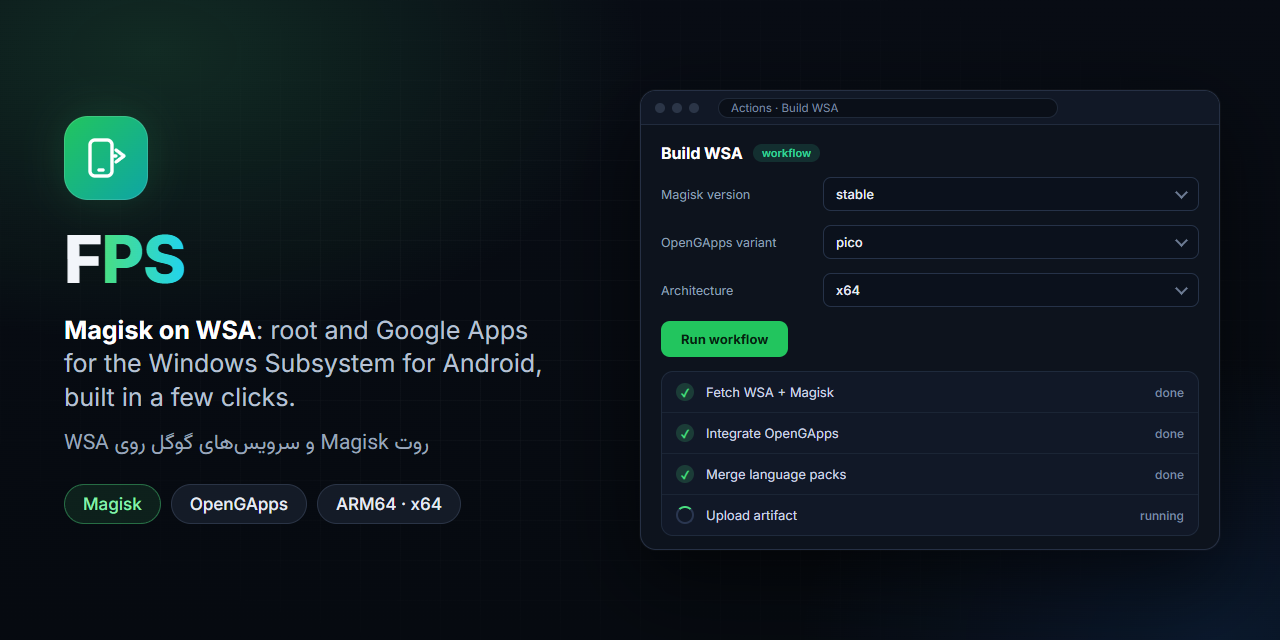 FPS
Magisk on WSA: root and Google Apps
for the Windows Subsystem for Android,
built in a few clicks.
روت Magisk و سرویس‌های گوگل روی WSA
Magisk
OpenGApps
ARM64 · x64
Actions · Build WSA
Build WSA workflow
Magisk version stable
OpenGApps variant pico
Architecture x64
Run workflow
Fetch WSA + Magisk done
Integrate OpenGApps done
Merge language packs done
Upload artifact running